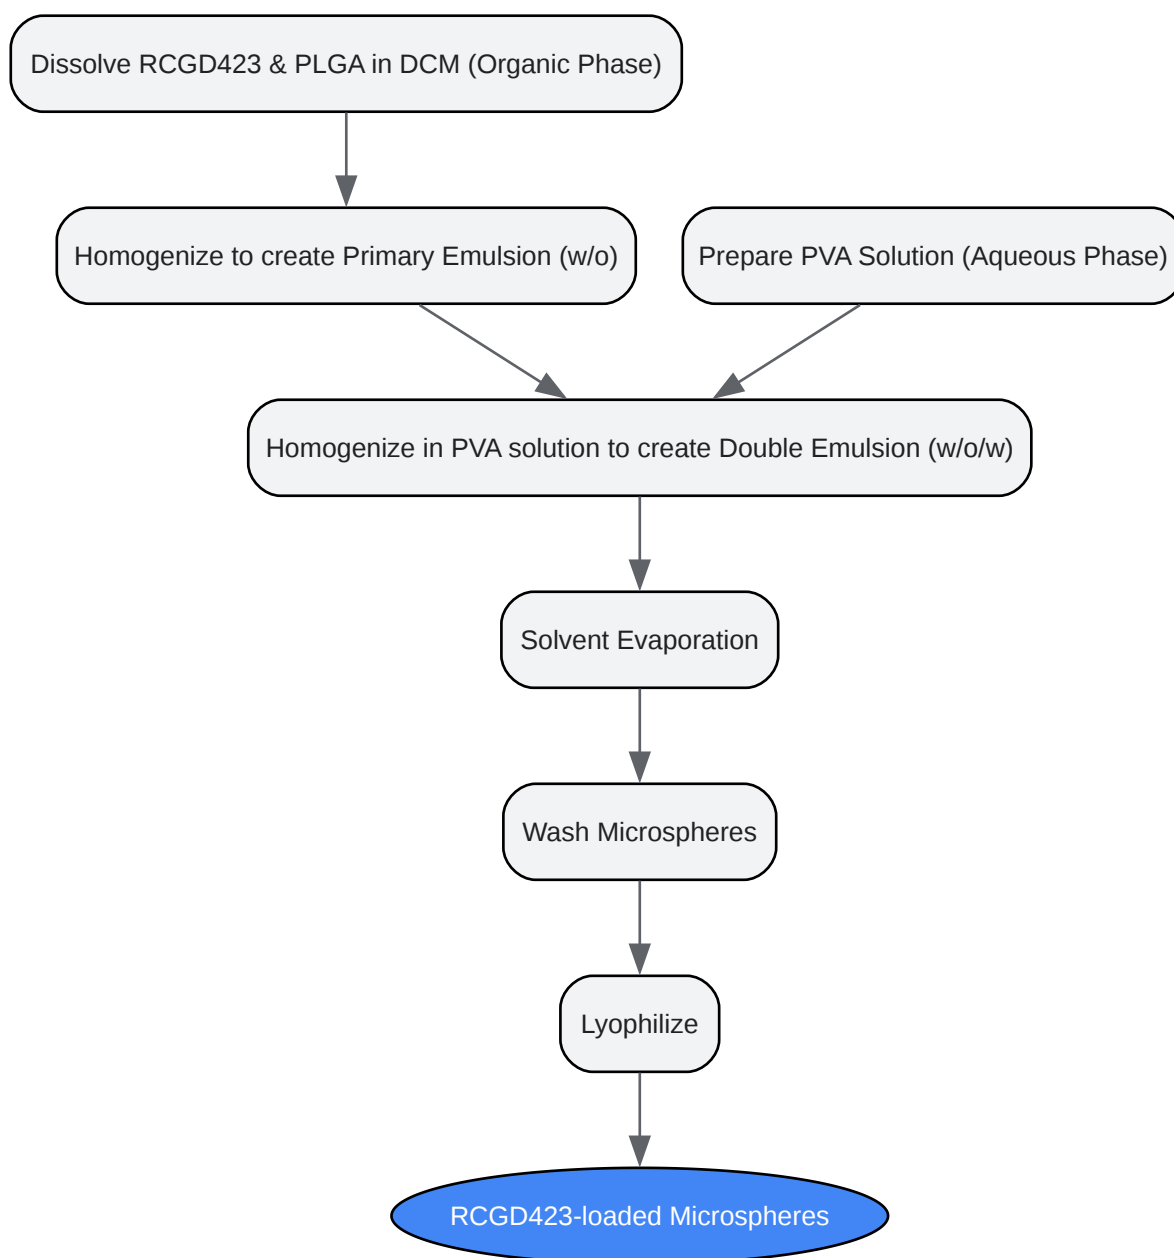 Dissolve RCGD423 & PLGA in DCM (Organic Phase)
Homogenize to create Primary Emulsion (w/o)
Prepare PVA Solution (Aqueous Phase)
Homogenize in PVA solution to create Double Emulsion (w/o/w)
Solvent Evaporation
Wash Microspheres
Lyophilize
RCGD423-loaded Microspheres